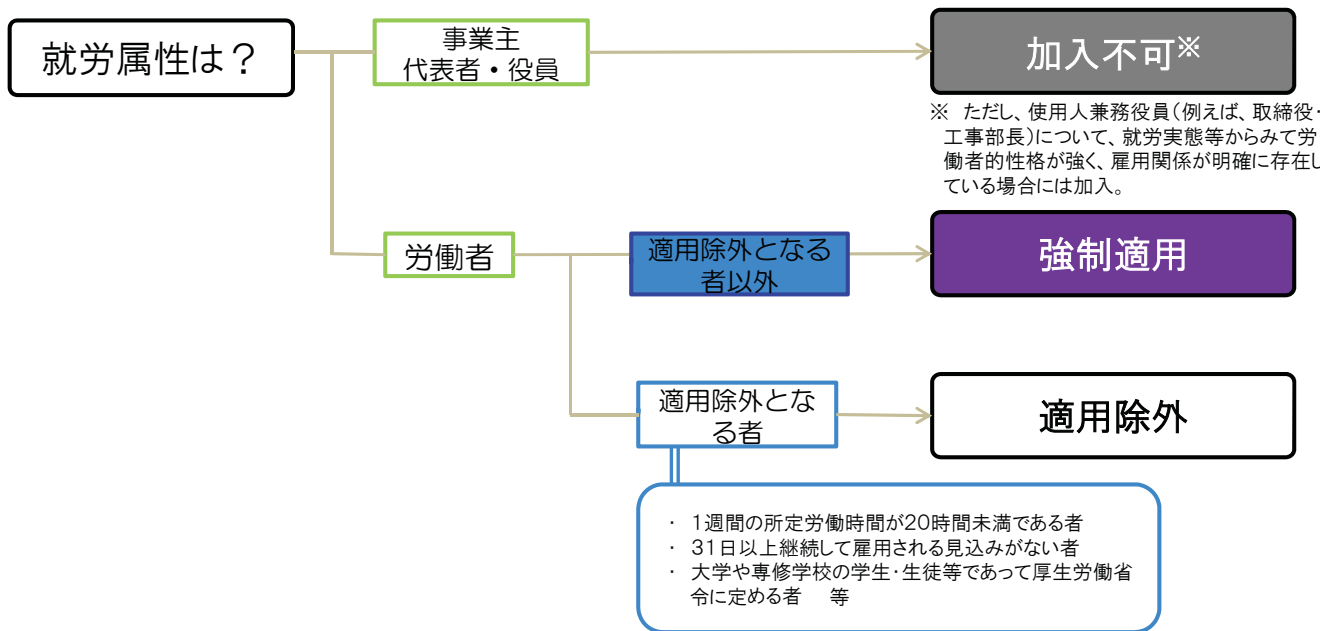 就労属性は？
事業主
代表者・役員
加入不可※
※ ただし、使用人兼務役員(例えば、取締役・
工事部長)について、就労実態等からみて労
働者的性格が強く、雇用関係が明確に存在し
ている場合には加入。
労働者
適用除外となる
者以外
強制適用
適用除外とな
る者
適用除外
・ 1週間の所定労働時間が20時間未満である者
・ 31日以上継続して雇用される見込みがない者
・ 大学や専修学校の学生・生徒等であって厚生労働省
令に定める者 等